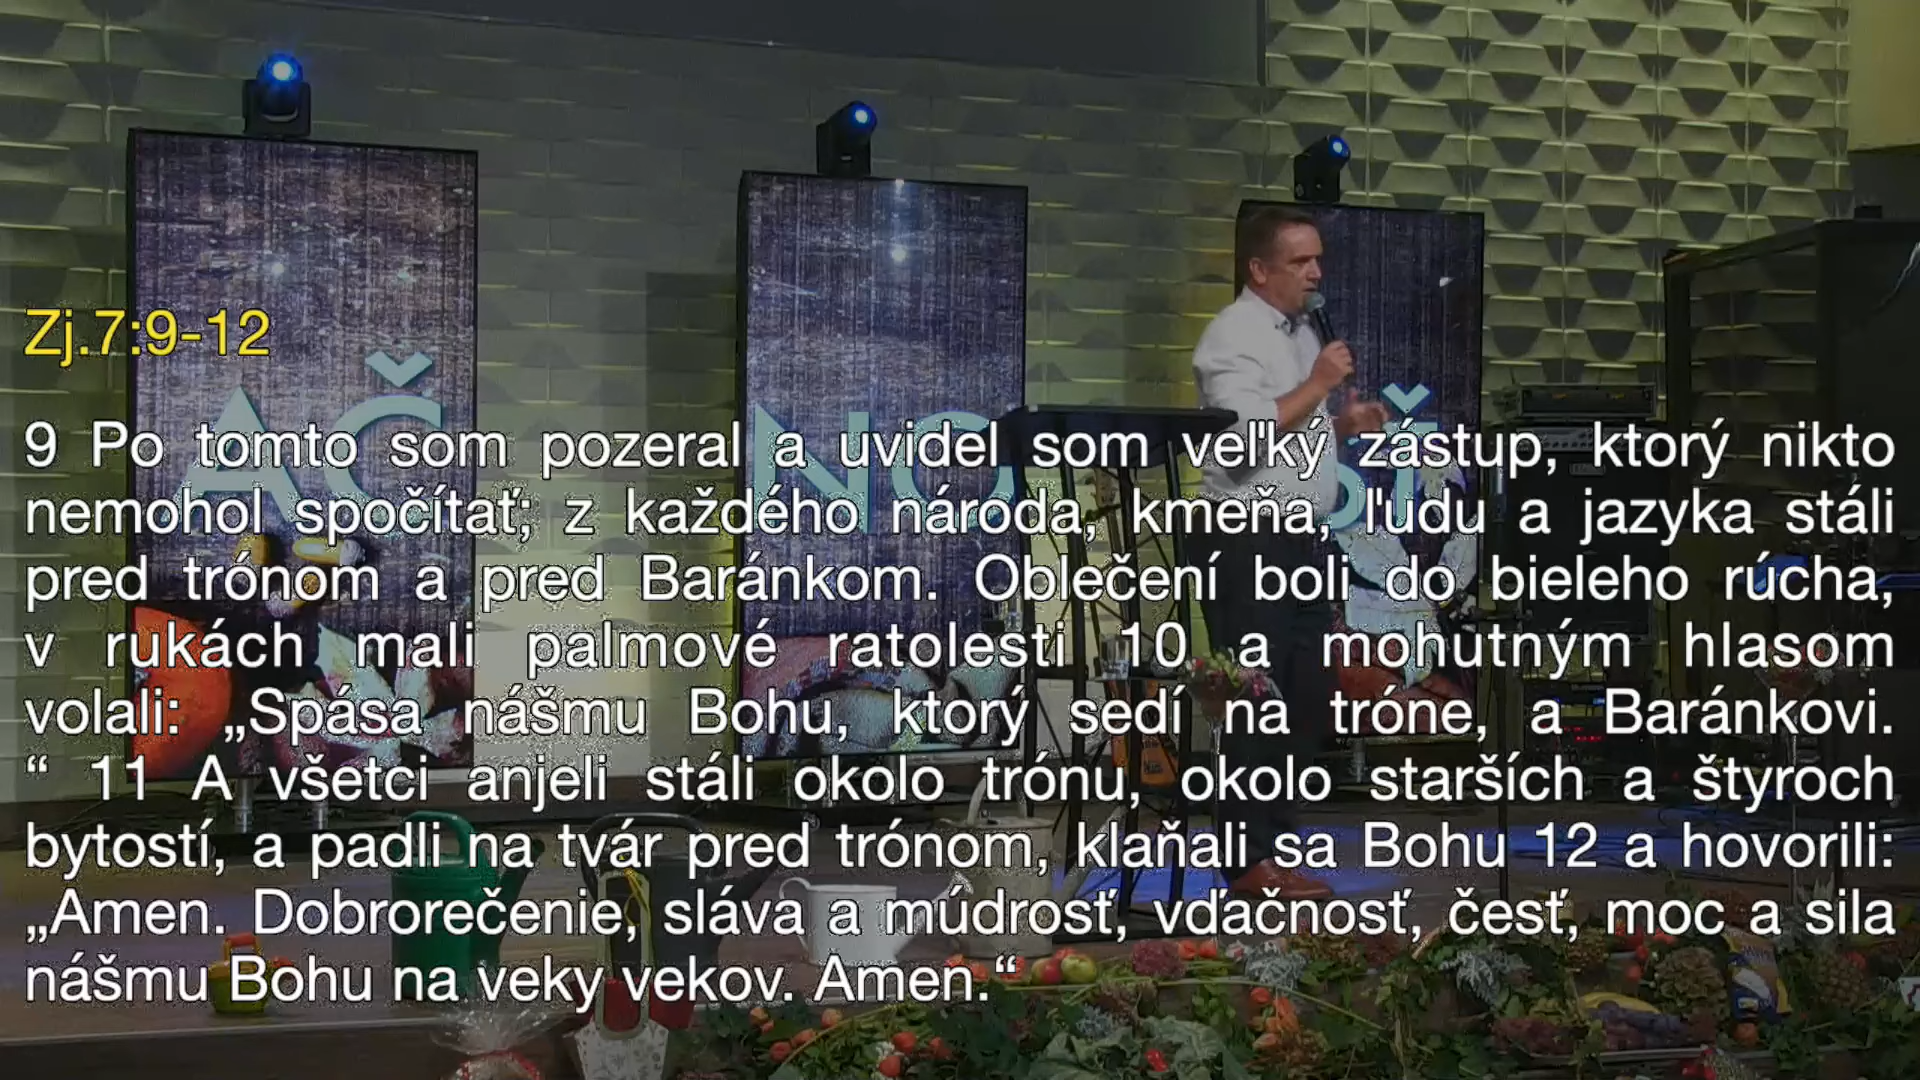 Zj.7:9-12
9 Po tomto som pozeral a uvidel som veľký zástup, ktorý nikto
nemohol spočítať; z každého národa, kmeňa, ľudu a jazyka stáli
pred trónom a pred Baránkom. Oblečení boli do bieleho rúcha,
v rukách mali palmové ratolesti 10 a mohutným hlasom
volali: „Spása nášmu Bohu, ktorý sedí na tróne, a Baránkovi.
“ 11 A všetci anjeli stáli okolo trónu, okolo starších a štyroch
bytostí, a padli na tvár pred trónom, klaňali sa Bohu 12 a hovorili:
„Amen. Dobrorečenie, sláva a múdrosť, vďačnosť, česť, moc a sila
nášmu Bohu na veky vekov. Amen.“
AČ NO